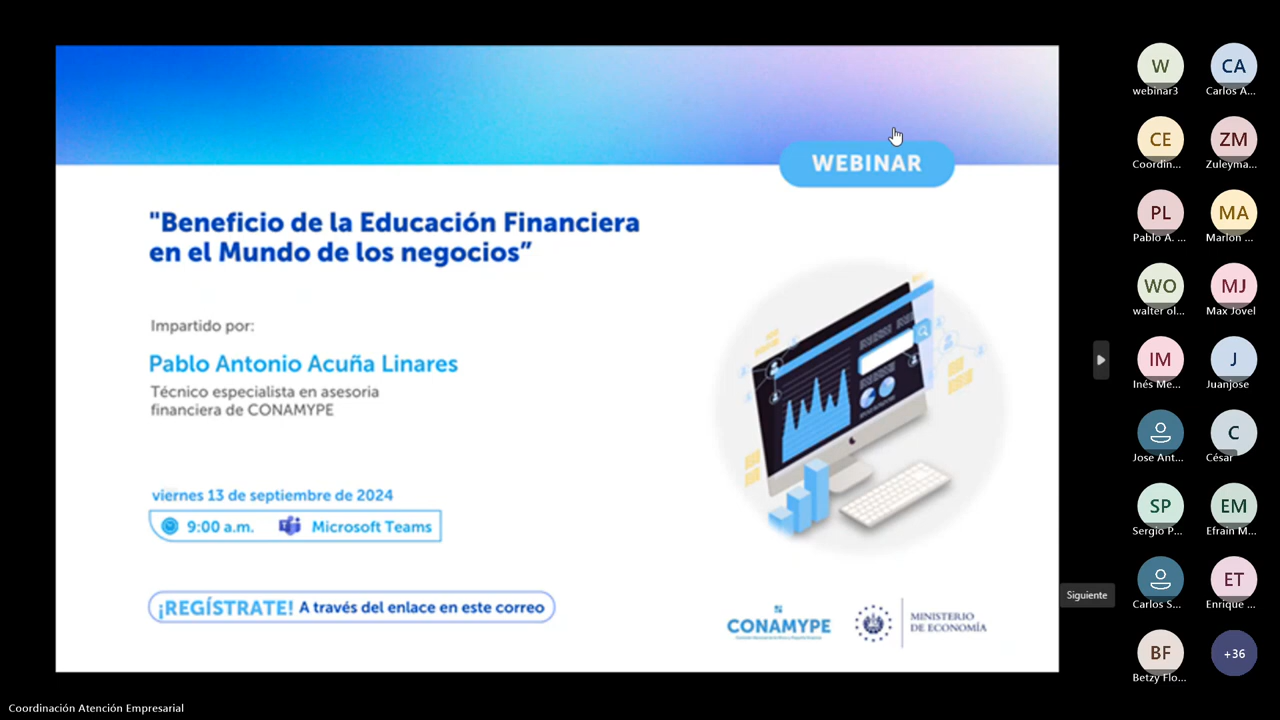 WEBINAR
"Beneficio de la Educación Financiera
en el Mundo de los negocios”
Impartido por:
Pablo Antonio Acuña Linares
Técnico especialista en asesoria
financiera de CONAMYPE
viernes 13 de septiembre de 2024
9:00 a.m. Microsoft Teams
¡REGÍSTRATE! A través del enlace en este correo
CONAMYPE
MINISTERIO
DE ECONOMÍA
Siguiente
W
webinar3
CA
Carlos A...
CE
Coordin...
ZM
Zuleyma...
PL
Pablo A. ...
MA
Marlon ...
WO
walter ol...
MJ
Max Jovel
IM
Inés Me...
J
Juanjose
Jose Ant...
C
César
SP
Sergio P...
EM
Efraín M...
Carlos S...
ET
Enrique ...
BF
Betzy Flo...
+36
Coordinación Atención Empresarial